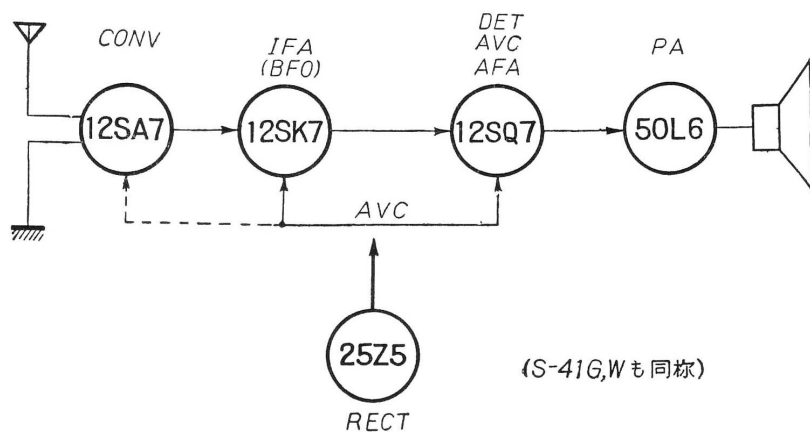 CONV
IFA
(BFO)
DET
AVC
AFA
PA
12SA7
12SK7
12SQ7
50L6
AVC
25Z5
RECT
(S-41G,Wも同称)